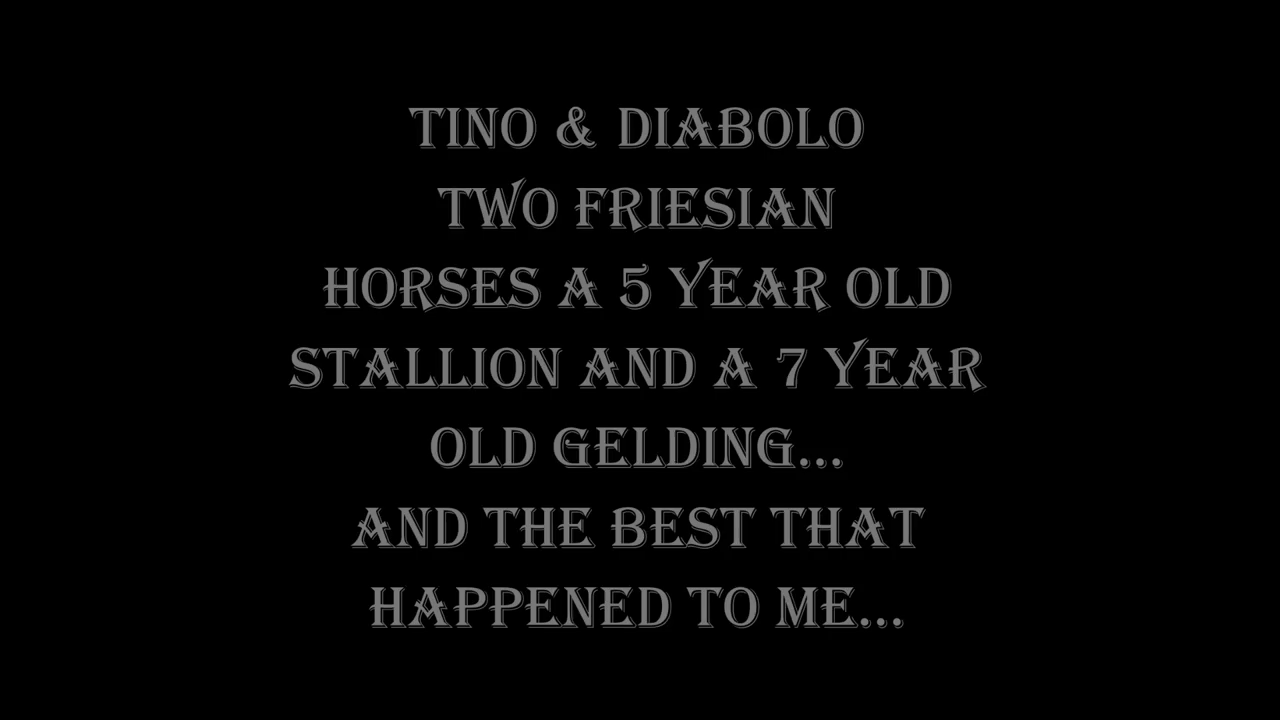 TINO & DIABOLO
TWO FRIESIAN
HORSES A 5 YEAR OLD
STALLION AND A 7 YEAR
OLD GELDING...
AND THE BEST THAT
HAPPENED TO ME...